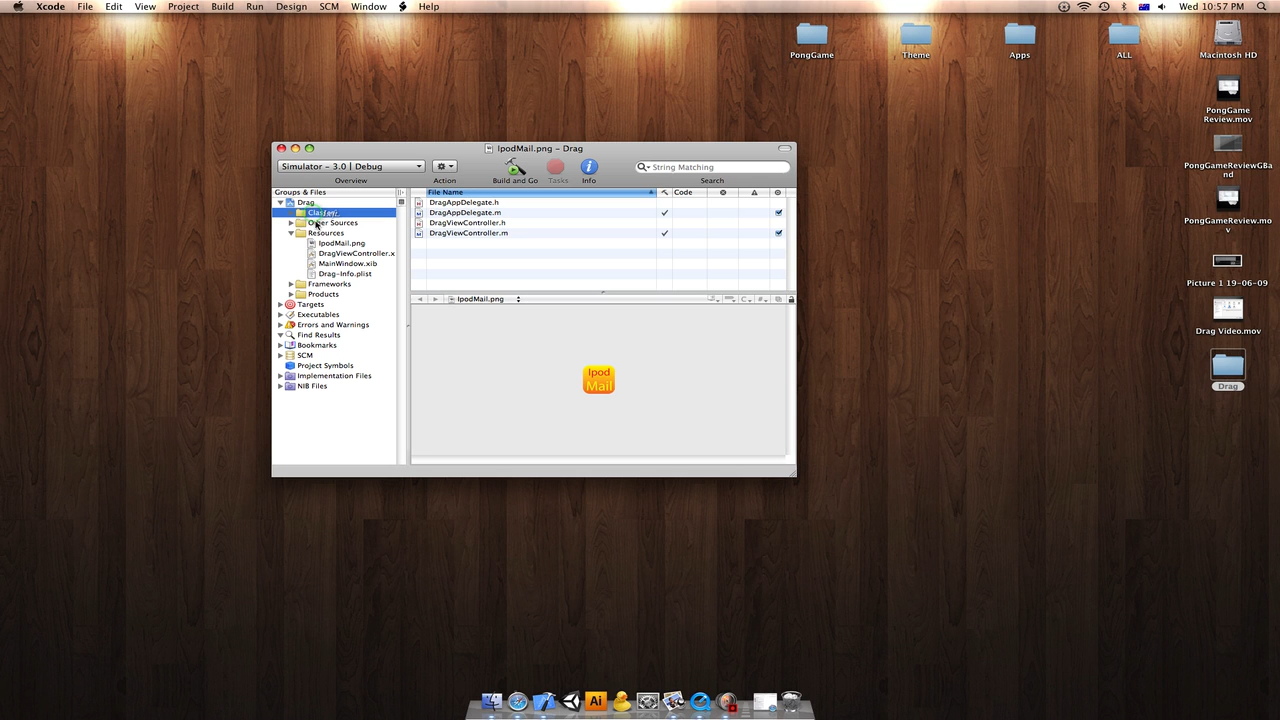 Xcode File Edit View Project Build Run Design SCM Window Help Wed 10:57 PM
PongGame Theme Apps ALL Macintosh HD
PongGame
Review.mov
PongGameReviewGBa
nd
PongGameReview.mo
v
Picture 1 19-06-09
Drag Video.mov
Drag
IpodMail.png - Drag
Simulator - 3.0 | Debug String Matching
Overview Action Build and Go Tasks Info Search
Groups & Files File Name Code
Drag
Other Sources
Resources
IpodMail.png
DragViewController.x
MainWindow.xib
Drag-Info.plist
Frameworks
Products
Targets
Executables
Errors and Warnings
Find Results
Bookmarks
SCM
Project Symbols
Implementation Files
NIB Files
DragAppDelegate.h
DragAppDelegate.m
DragViewController.h
DragViewController.m
IpodMail.png
Ipod
Mail
Ai